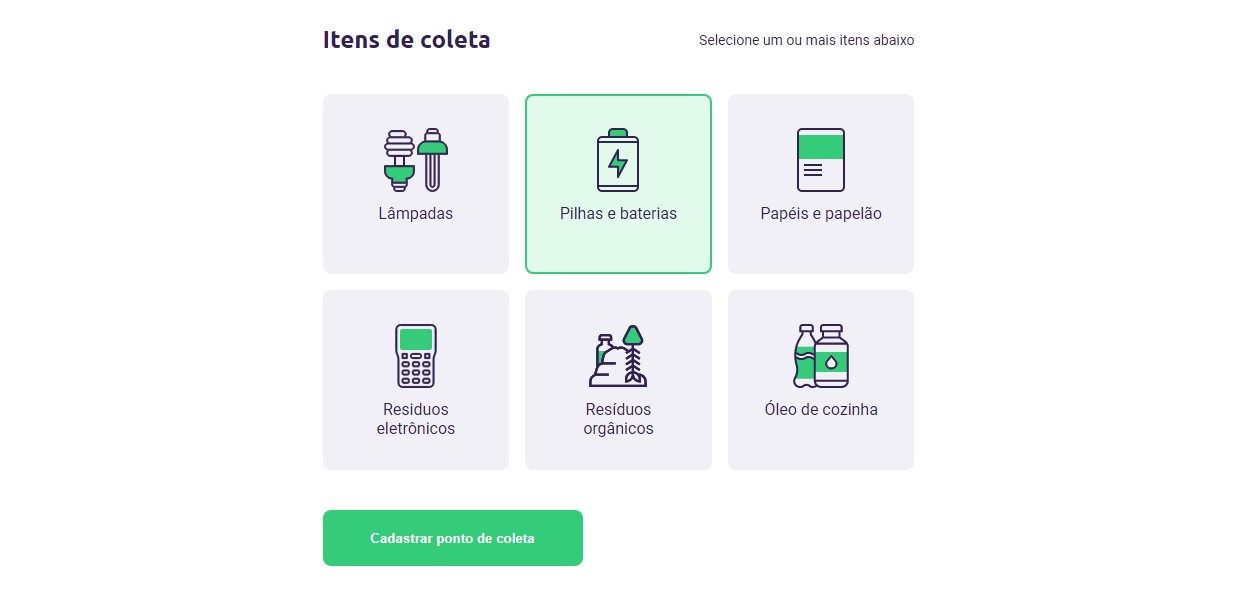 Itens de coleta
Selecione um ou mais itens abaixo
Lâmpadas
Pilhas e baterias
Papéis e papelão
Residuos
eletrônicos
Resíduos
orgânicos
Óleo de cozinha
Cadastrar ponto de coleta